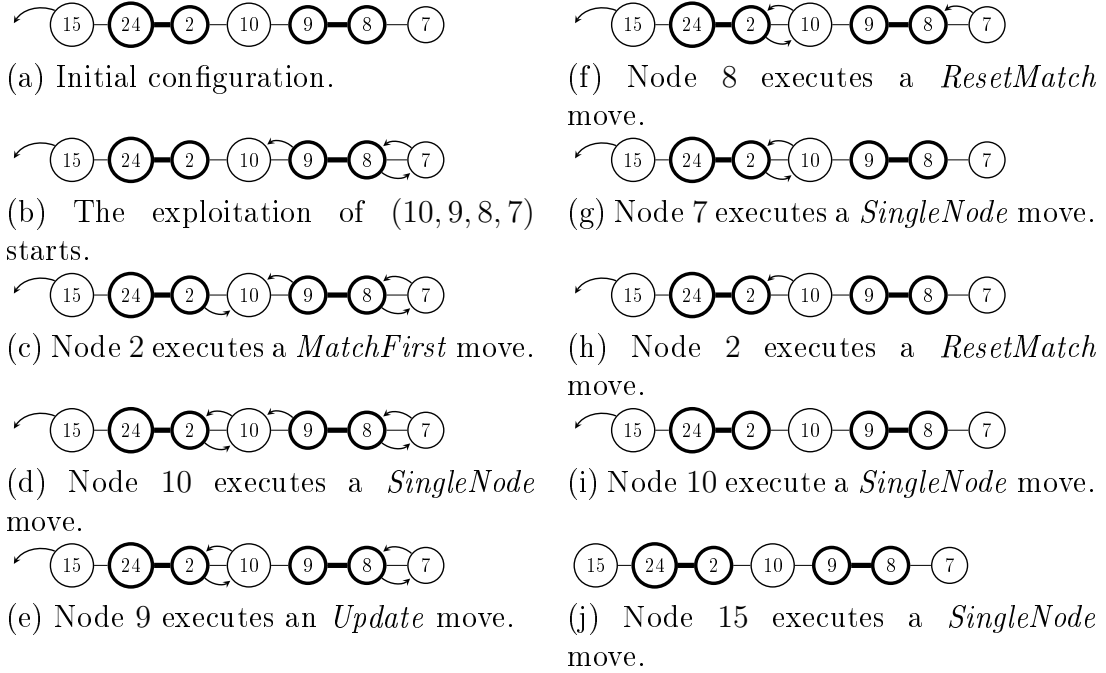 15 24 2 10 9 8 7
(a) Initial configuration.
15 24 2 10 9 8 7
(b) The exploitation of (10, 9, 8, 7)
starts.
15 24 2 10 9 8 7
(c) Node 2 executes a MatchFirst move.
15 24 2 10 9 8 7
(d) Node 10 executes a SingleNode
move.
15 24 2 10 9 8 7
(e) Node 9 executes an Update move.
15 24 2 10 9 8 7
(f) Node 8 executes a ResetMatch
move.
15 24 2 10 9 8 7
(g) Node 7 executes a SingleNode move.
15 24 2 10 9 8 7
(h) Node 2 executes a ResetMatch
move.
15 24 2 10 9 8 7
(i) Node 10 execute a SingleNode move.
15 24 2 10 9 8 7
(j) Node 15 executes a SingleNode
move.